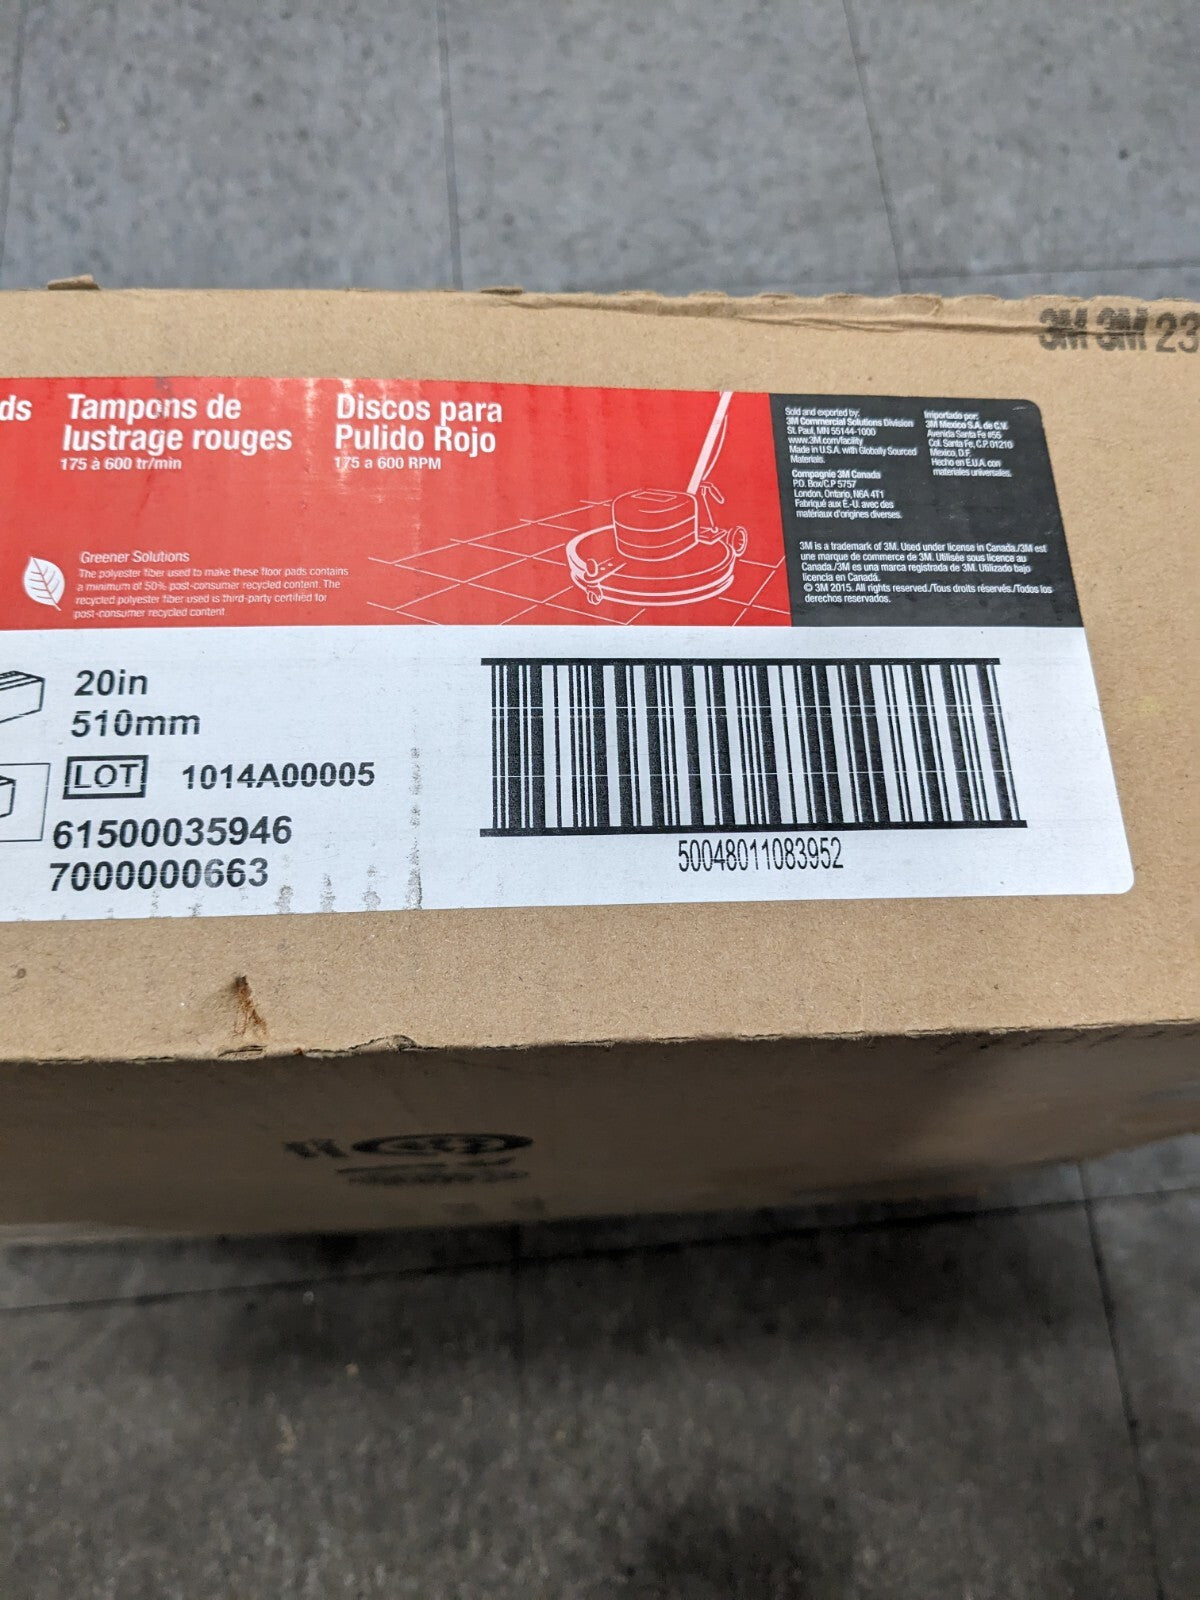 3M 3M 23
ds
Tampons de
lustrage rouges
175 à 600 tr/min
Discos para
Pulido Rojo
175 a 600 RPM
Greener Solutions
The polyester fiber used to make these floor pads contains
a minimum of 50% post-consumer recycled content. The
recycled polyester fiber used is third-party certified for
post-consumer recycled content.
Sold and exported by:
3M Commercial Solutions Division
St. Paul, MN 55144-1000
www.3M.com/facility
Made in U.S.A. with Globally Sourced
Materials.
Compagnie 3M Canada
P.O. Box/C.P 5757
London, Ontario, N6A 4T1
Fabriqué aux É.-U. avec des
matériaux d'origines diverses.
Importado por:
3M Mexico S.A. de C.V.
Avenida Santa Fe #55
Col. Santa Fe, C.P. 01210
Mexico, D.F.
Hecho en E.U.A. con
materiales universales.
3M is a trademark of 3M. Used under license in Canada./3M est
une marque de commerce de 3M. Utilisée sous licence au
Canada./3M es una marca registrada de 3M. Utilizado bajo
licencia en Canadá.
© 3M 2015. All rights reserved./Tous droits réservés./Todos los
derechos reservados.
20in
510mm
LOT 1014A00005
61500035946
7000000663
50048011083952